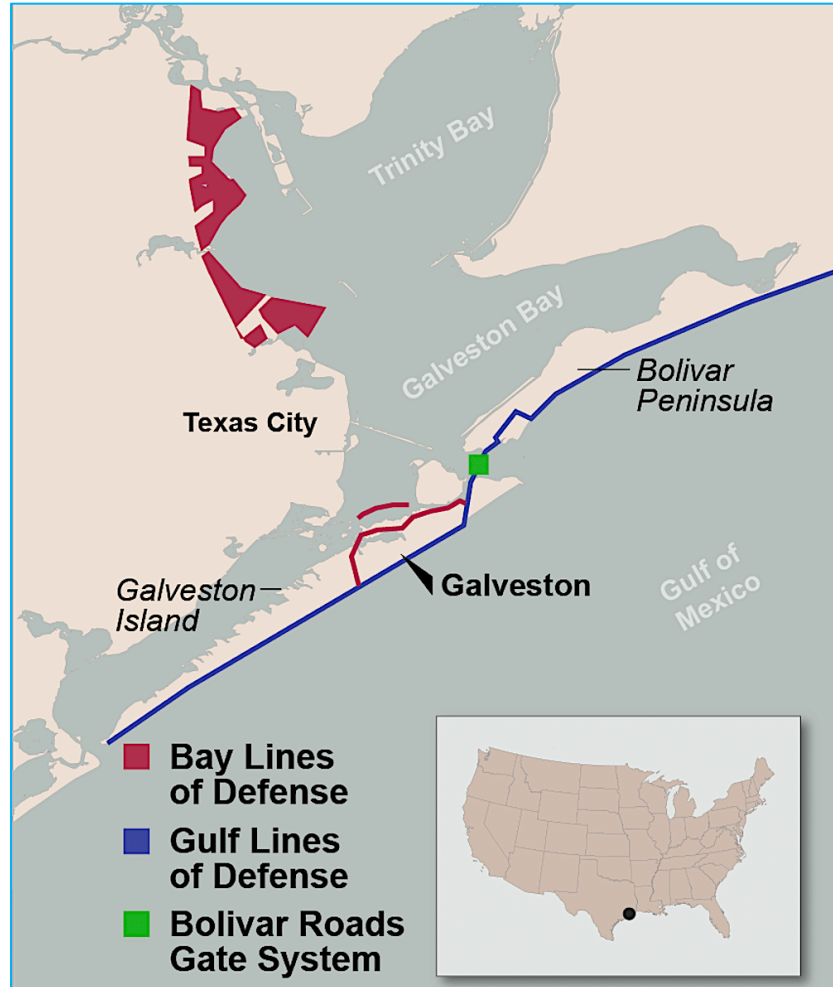 Trinity Bay
Galveston Bay
Bolivar
Peninsula
Texas City
Galveston
Island
Galveston
Gulf of
Mexico
Bay Lines
of Defense
Gulf Lines
of Defense
Bolivar Roads
Gate System